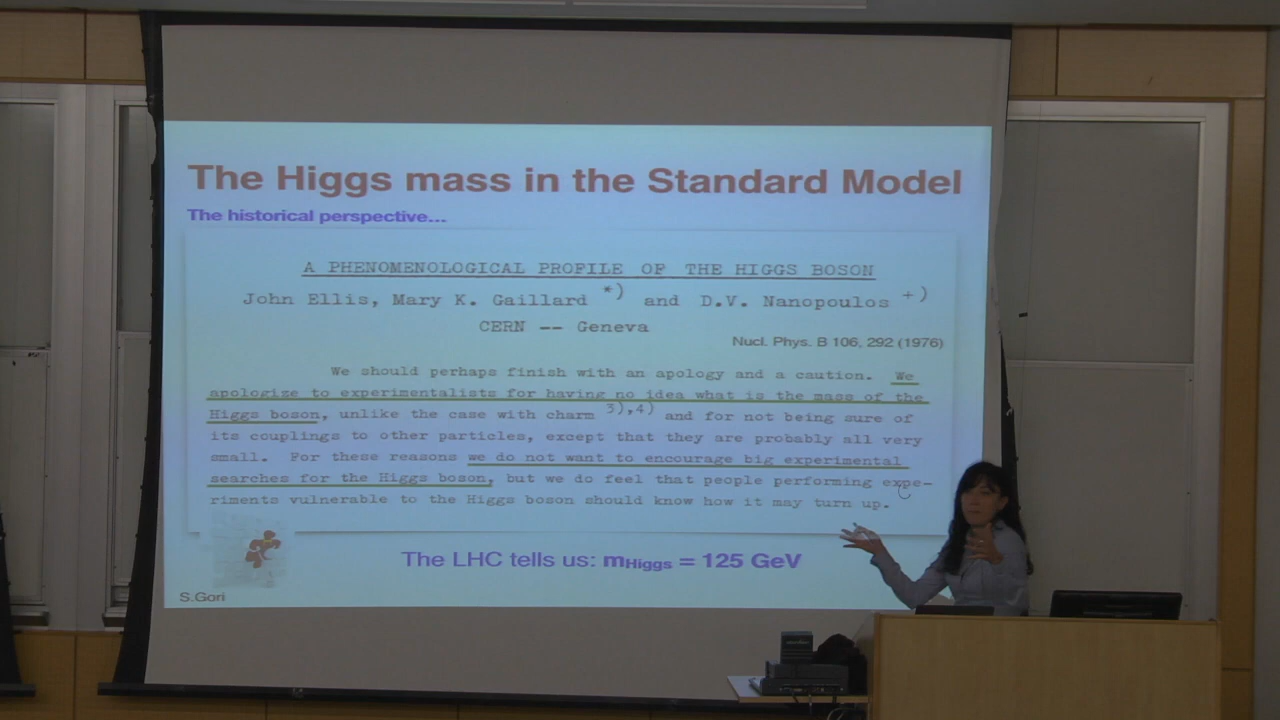 The Higgs mass in the Standard Model
The historical perspective...
A PHENOMENOLOGICAL PROFILE OF THE HIGGS BOSON
John Ellis, Mary K. Gaillard *) and D.V. Nanopoulos +)
CERN -- Geneva
Nucl. Phys. B 106, 292 (1976)
We should perhaps finish with an apology and a caution. We
apologize to experimentalists for having no idea what is the mass of the
Higgs boson, unlike the case with charm 3),4) and for not being sure of
its couplings to other particles, except that they are probably all very
small. For these reasons we do not want to encourage big experimental
searches for the Higgs boson, but we do feel that people performing expe-
riments vulnerable to the Higgs boson should know how it may turn up.
The LHC tells us: mHiggs = 125 GeV
S.Gori